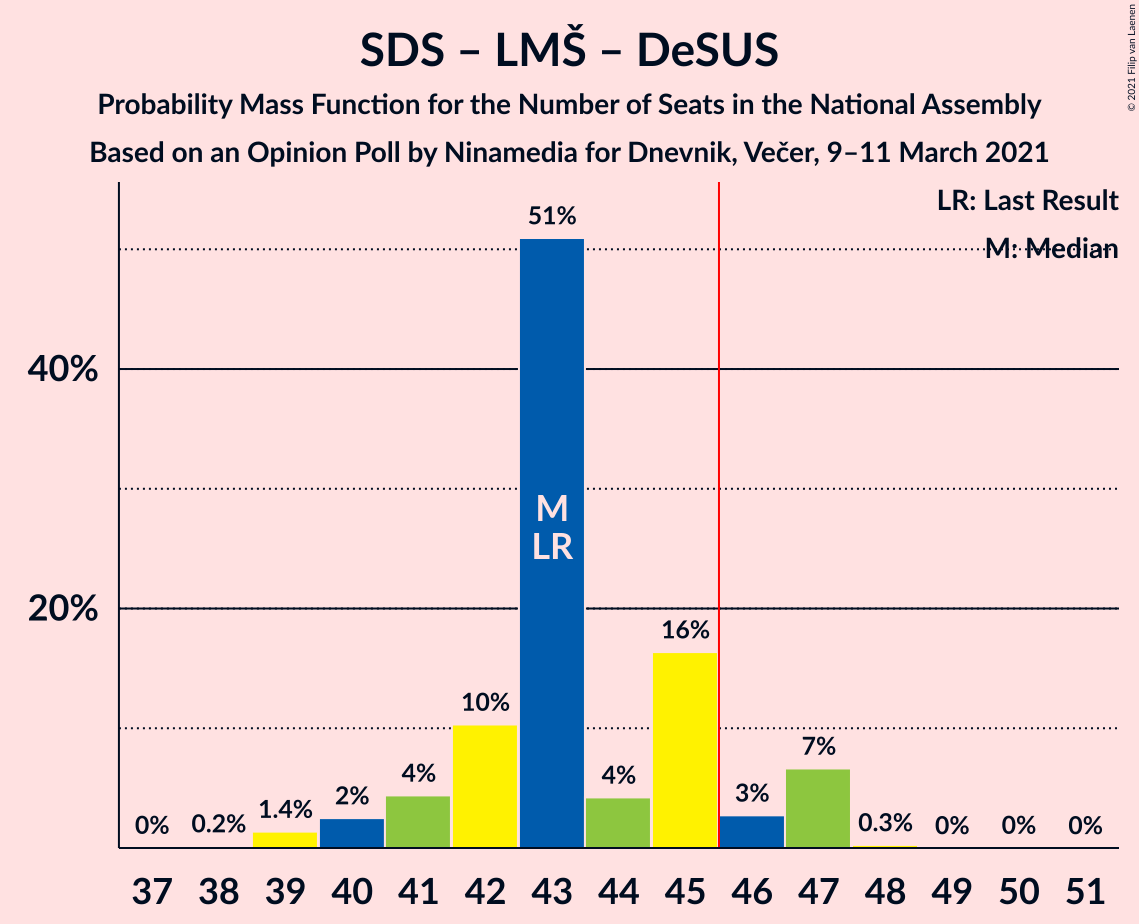 SDS – LMŠ – DeSUS
Probability Mass Function for the Number of Seats in the National Assembly
Based on an Opinion Poll by Ninamedia for Dnevnik, Večer, 9–11 March 2021
© 2021 Filip van Laenen
LR: Last Result
M: Median
40%
20%
0%
0.2%
1.4%
2%
4%
10%
51%
4%
16%
3%
7%
0.3%
0%
0%
0%
M
LR
37 38 39 40 41 42 43 44 45 46 47 48 49 50 51